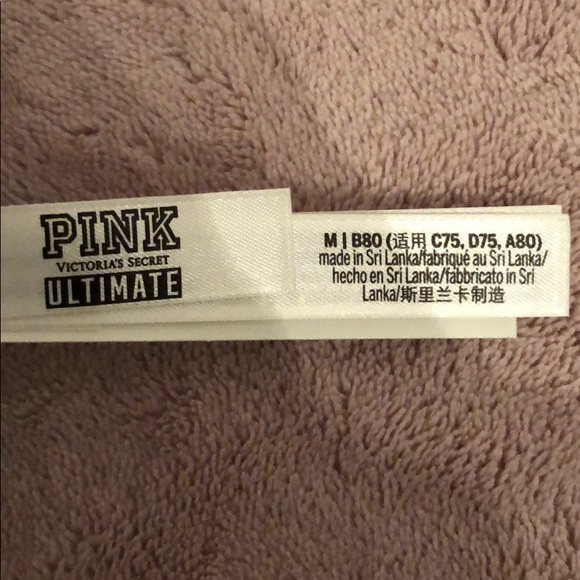 PINK
VICTORIA'S SECRET
ULTIMATE
M | B80 (适用 C75, D75, A80)
made in Sri Lanka/fabriqué au Sri Lanka/
hecho en Sri Lanka/fabbricato in Sri
Lanka/斯里兰卡制造